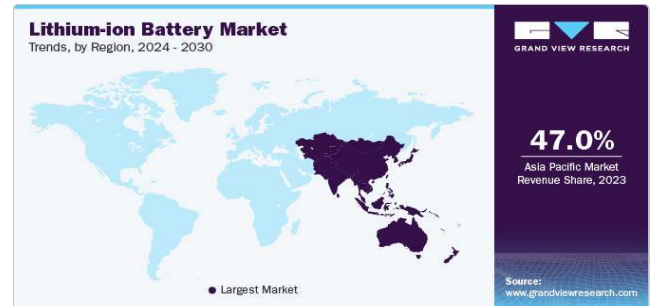 Lithium-ion Battery Market
Trends, by Region, 2024 - 2030
GRAND VIEW RESEARCH
47.0%
Asia Pacific Market
Revenue Share, 2023
Largest Market
Source:
www.grandviewresearch.com